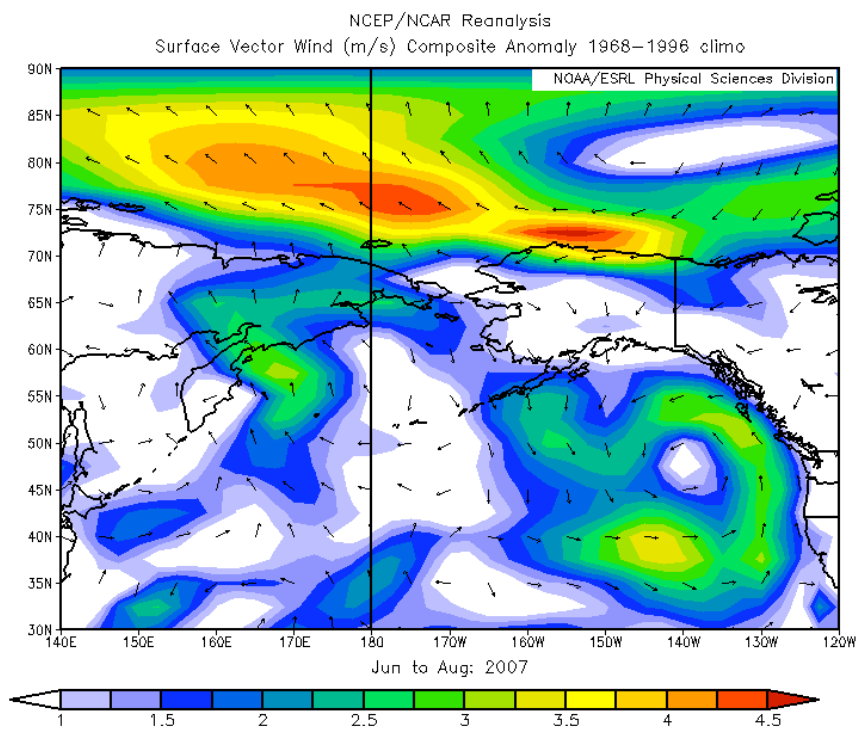 NCEP/NCAR Reanalysis
Surface Vector Wind (m/s) Composite Anomaly 1968-1996 climo
NOAA/ESRL Physical Sciences Division
90N
85N
80N
75N
70N
65N
60N
55N
50N
45N
40N
35N
30N
140E 150E 160E 170E 180 170W 160W 150W 140W 130W 120W
Jun to Aug: 2007
1 1.5 2 2.5 3 3.5 4 4.5